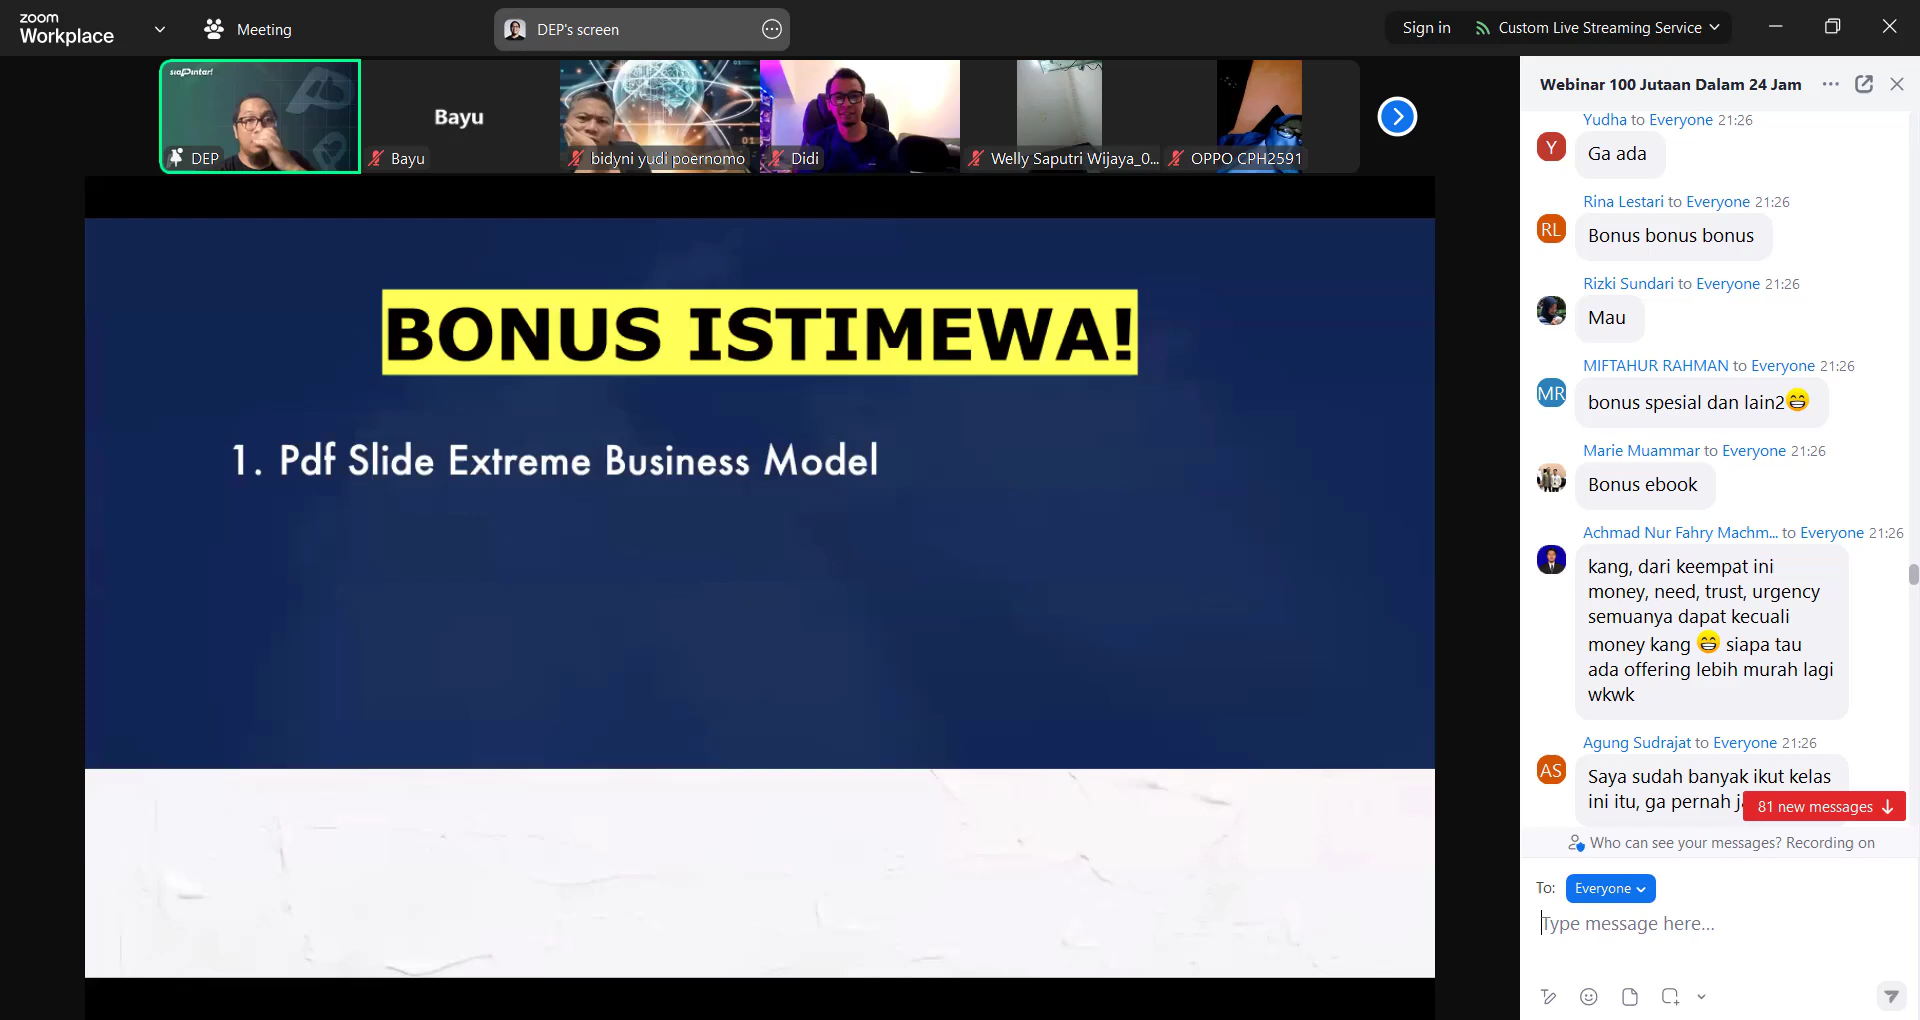 zoom
Workplace
Meeting
DEP's screen
Sign in
Custom Live Streaming Service
siapPintar!
DEP
Bayu
Bayu
bidyni yudi poernomo
Didi
Welly Saputri Wijaya_0...
OPPO CPH2591
BONUS ISTIMEWA!
1. Pdf Slide Extreme Business Model
Webinar 100 Jutaan Dalam 24 Jam
Yudha to Everyone 21:26
Y
Ga ada
Rina Lestari to Everyone 21:26
RL
Bonus bonus bonus
Rizki Sundari to Everyone 21:26
Mau
MIFTAHUR RAHMAN to Everyone 21:26
MR
bonus spesial dan lain2😁
Marie Muammar to Everyone 21:26
Bonus ebook
Achmad Nur Fahry Machm... to Everyone 21:26
kang, dari keempat ini
money, need, trust, urgency
semuanya dapat kecuali
money kang 😁 siapa tau
ada offering lebih murah lagi
wkwk
Agung Sudrajat to Everyone 21:26
AS
Saya sudah banyak ikut kelas
ini itu, ga pernah
81 new messages
Who can see your messages? Recording on
To: Everyone
Type message here...